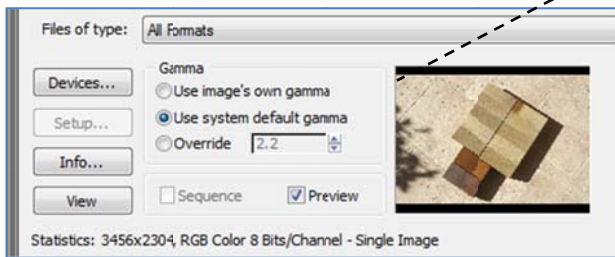 Files of type: All Formats
Devices...
Setup...
Info...
View
Gamma
Use image's own gamma
Use system default gamma
Override 2.2
Sequence Preview
Statistics: 3456x2304, RGB Color 8 Bits/Channel - Single Image